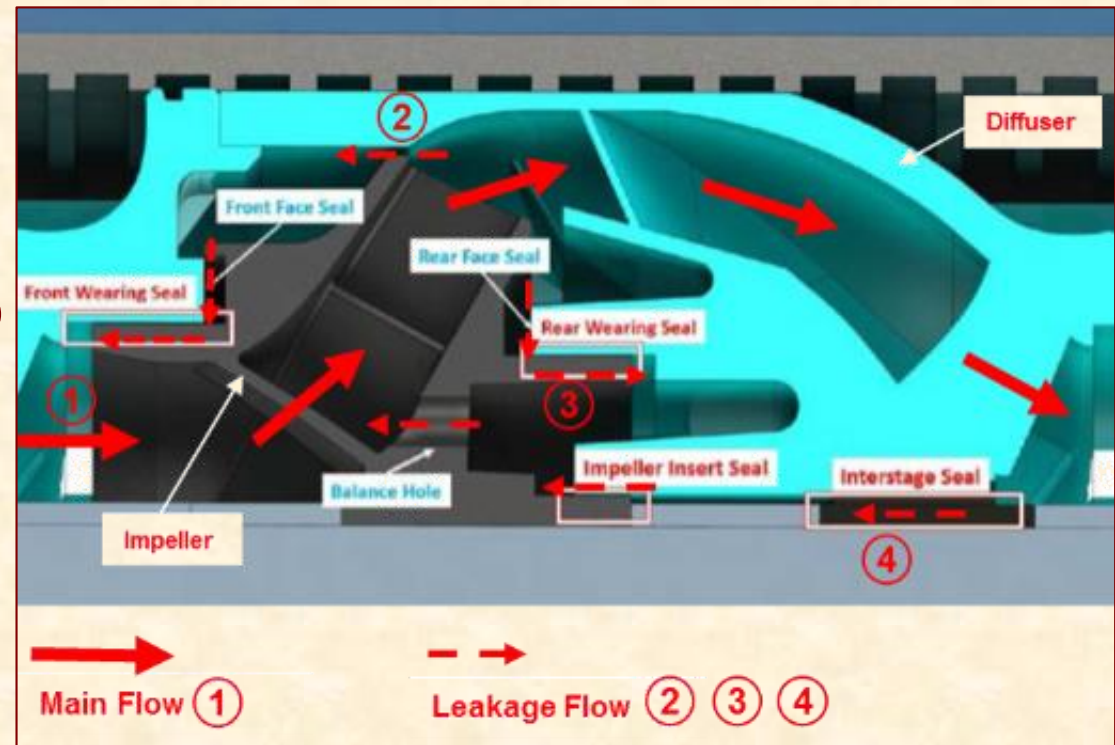 ②
Diffuser
Front Face Seal
Rear Face Seal
Front Wearing Seal
Rear Wearing Seal
①
③
Impeller Insert Seal
Interstage Seal
Balance Hole
Impeller
④
Main Flow ①
Leakage Flow ② ③ ④